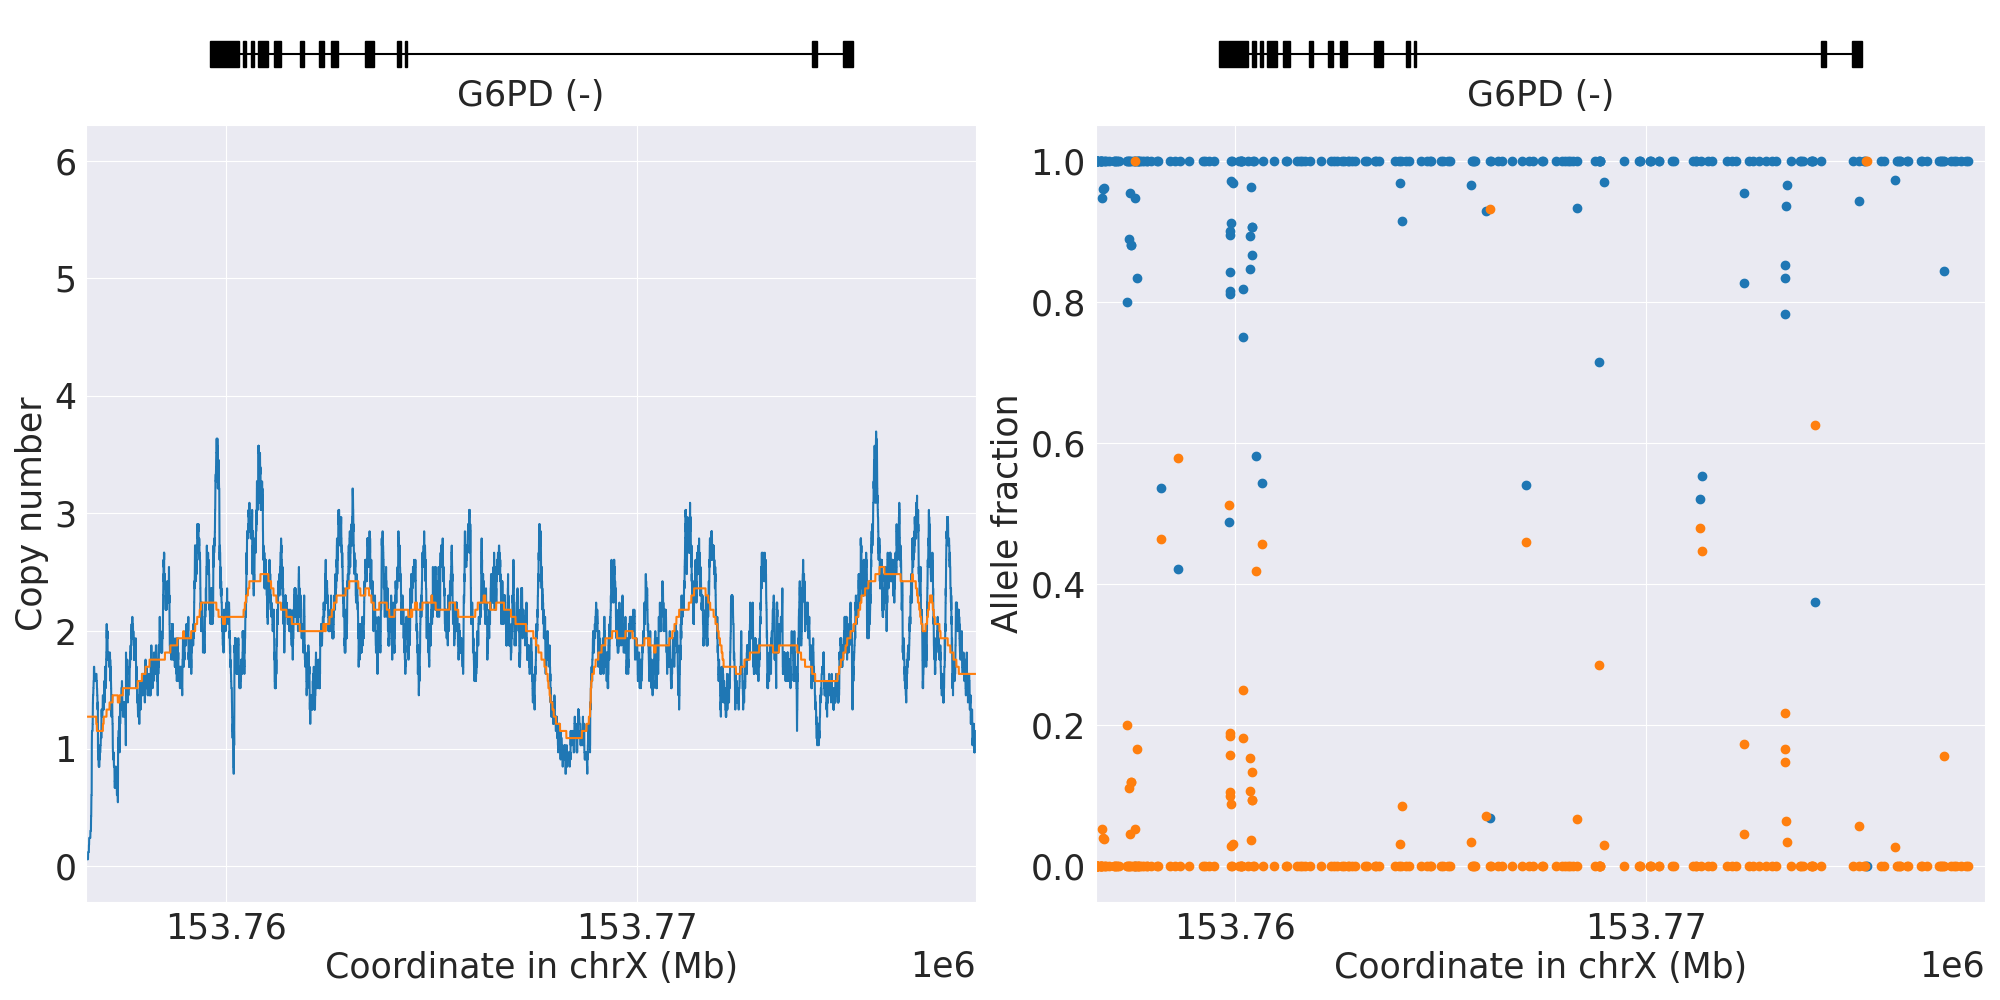 G6PD (-)
G6PD (-)
Copy number
6
5
4
3
2
1
0
153.76
153.77
Coordinate in chrX (Mb)
1e6
Allele fraction
1.0
0.8
0.6
0.4
0.2
0.0
153.76
153.77
Coordinate in chrX (Mb)
1e6